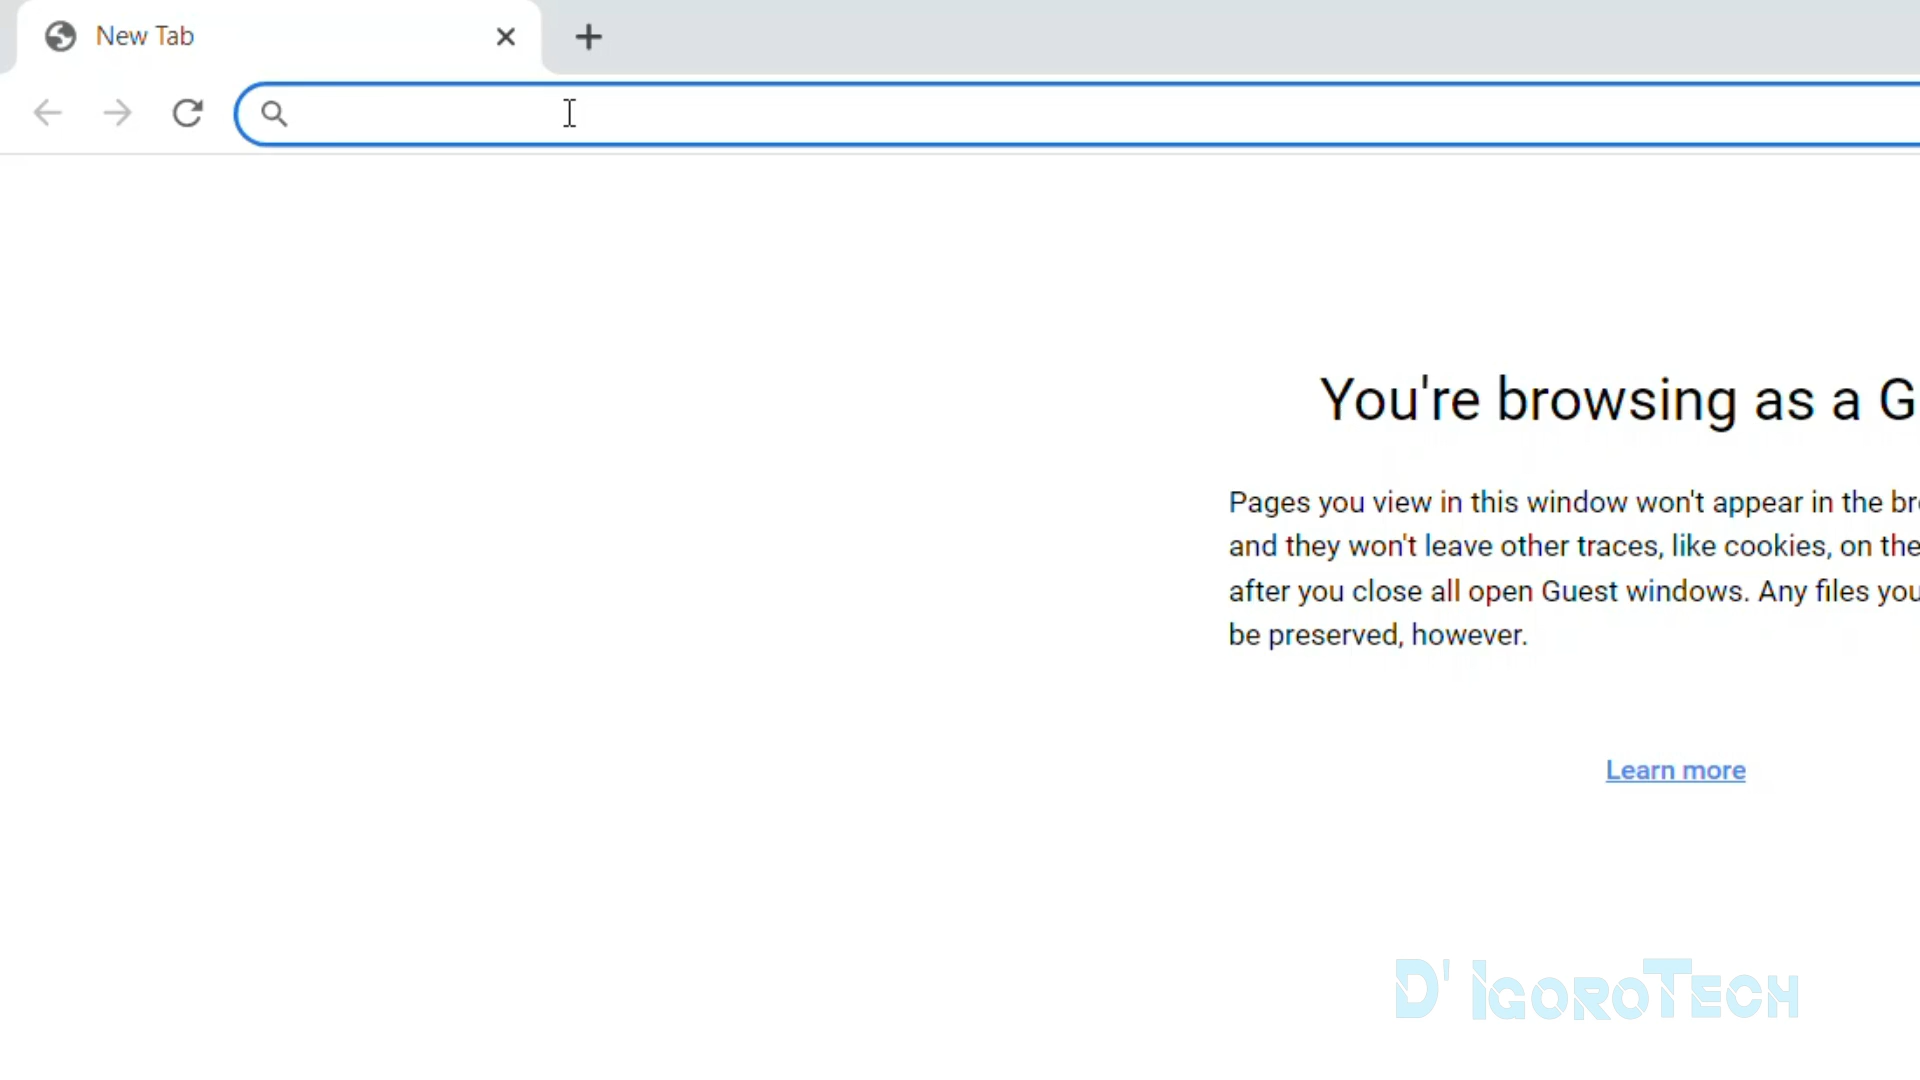 New Tab
You're browsing as a G
Pages you view in this window won't appear in the br
and they won't leave other traces, like cookies, on the
after you close all open Guest windows. Any files you
be preserved, however.
Learn more
D' IGOROTECH